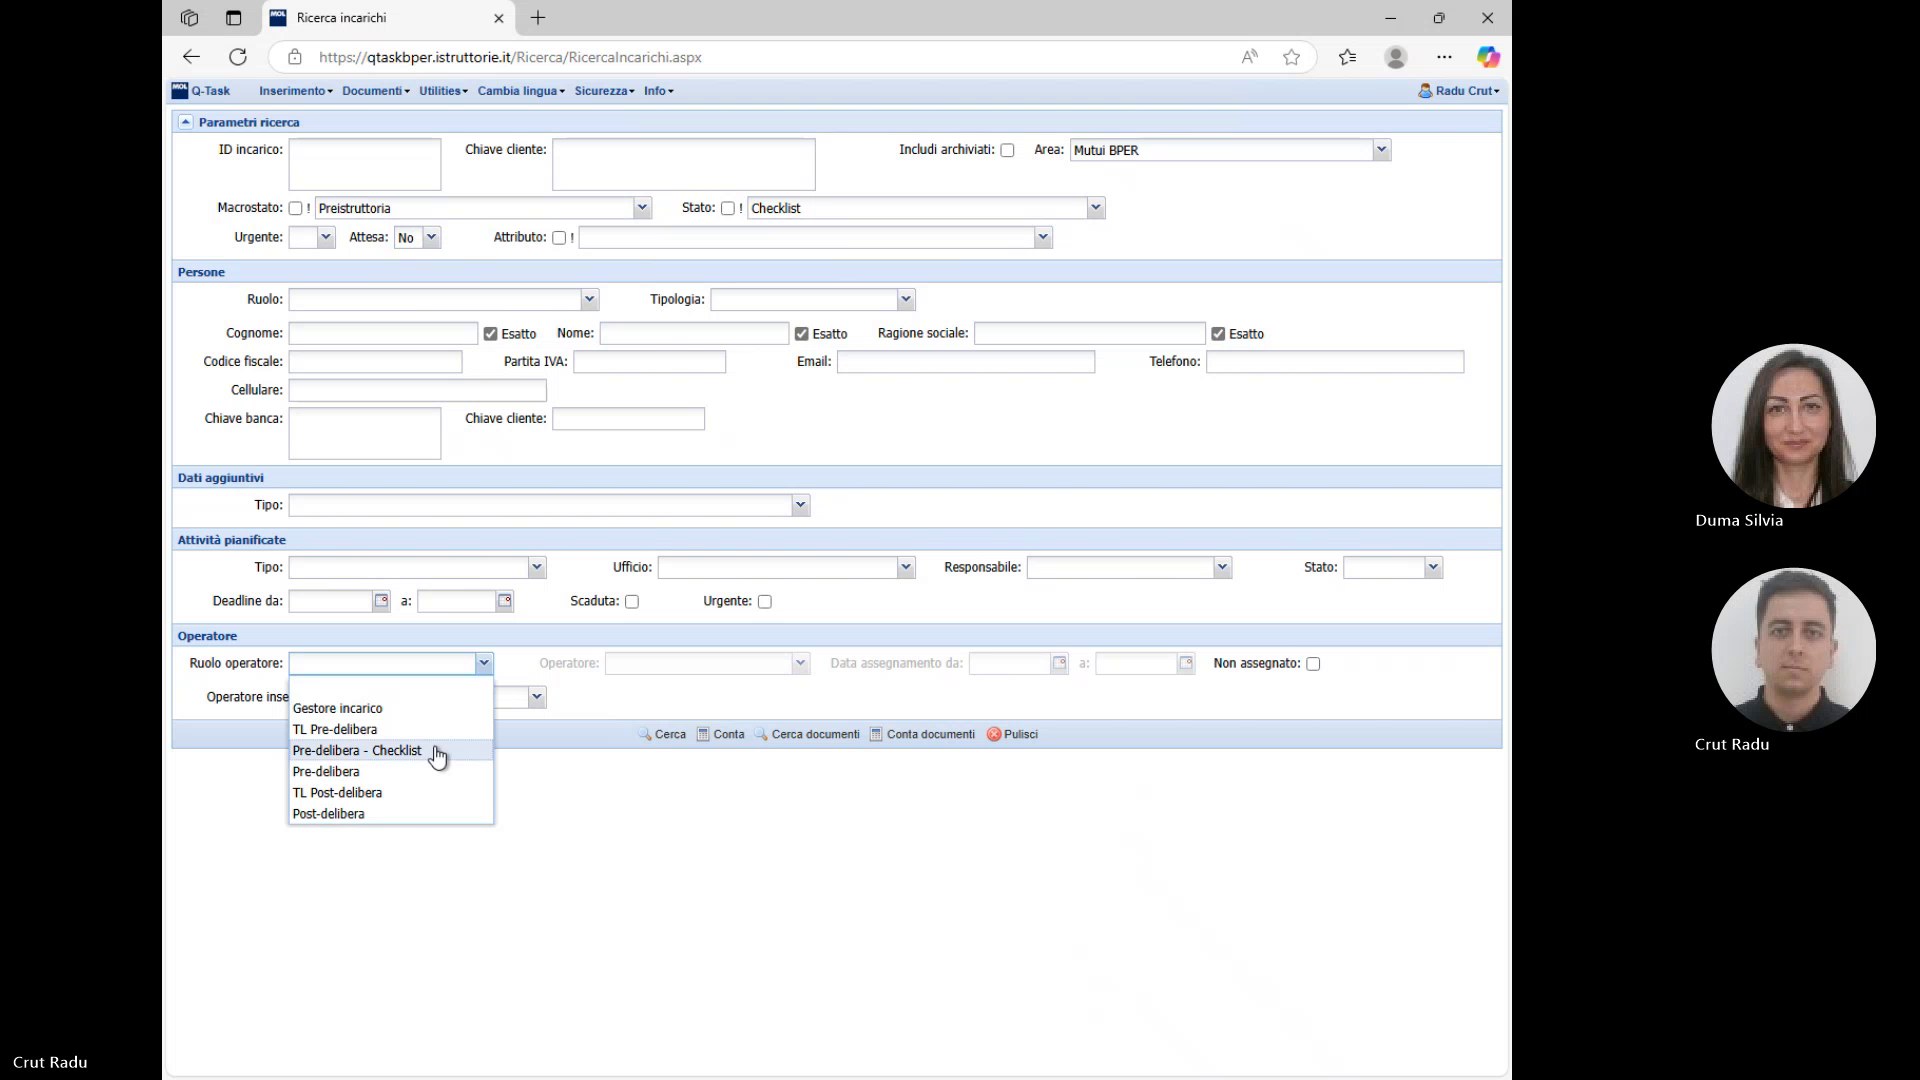 Ricerca incarichi
https://qtaskbper.istruttorie.it/Ricerca/RicercaIncarichi.aspx
MOL Q-Task Inserimento Documenti Utilities Cambia lingua Sicurezza Info Radu Crut
Parametri ricerca
ID incarico: Chiave cliente: Includi archiviati: Area: Mutui BPER
Macrostato: ! Preistruttoria Stato: ! Checklist
Urgente: Attesa: No Attributo: !
Persone
Ruolo: Tipologia:
Cognome: Esatto Nome: Esatto Ragione sociale: Esatto
Codice fiscale: Partita IVA: Email: Telefono:
Cellulare:
Chiave banca: Chiave cliente:
Dati aggiuntivi
Tipo:
Attività pianificate
Tipo: Ufficio: Responsabile: Stato:
Deadline da: a: Scaduta: Urgente:
Operatore
Ruolo operatore: Operatore: Data assegnamento da: a: Non assegnato:
Operatore inse
Gestore incarico
TL Pre-delibera
Pre-delibera - Checklist
Pre-delibera
TL Post-delibera
Post-delibera
Cerca Conta Cerca documenti Conta documenti Pulisci
Duma Silvia
Crut Radu
Crut Radu